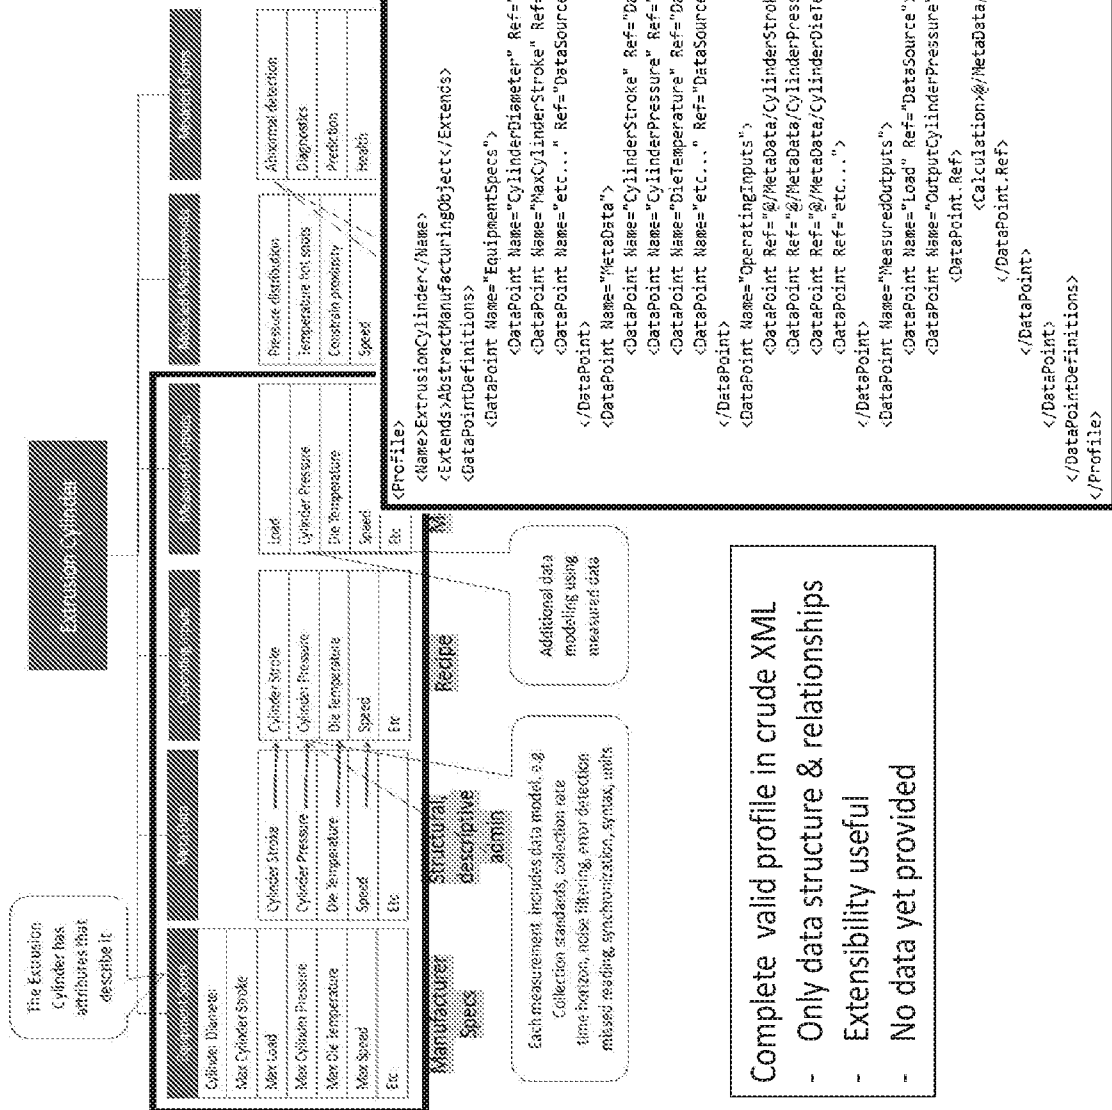 Extrusion Cylinder
The Extrusion
Cylinder has
attributes that
describe it
Cylinder Diameter
Max Cylinder Stroke
Max Load
Max Cylinder Pressure
Max Die Temperature
Max Speed
Etc
Cylinder Stroke
Cylinder Pressure
Die Temperature
Speed
Etc
Cylinder Stroke
Cylinder Pressure
Die Temperature
Speed
Etc
Load
Cylinder Pressure
Die Temperature
Speed
Etc
Pressure distribution
Temperature hot spots
Constrain proximity
Speed
Abnormal detection
Diagnostics
Prediction
Health
Manufacturer
Specs
Structural
descriptive
admin
Recipe
M
Each measurement includes data model, e.g.
Collection standards, collection rate
time horizon, noise filtering, error detection
missed reading, synchronization, syntax, units
Additional data
modeling using
measured data
Complete valid profile in crude XML
- Only data structure & relationships
- Extensibility useful
- No data yet provided
<Profile>
<Name>ExtrusionCylinder</Name>
<Extends>AbstractManufacturingObject</Extends>
<DataPointDefinitions>
<DataPoint Name="EquipmentSpecs">
<DataPoint Name="CylinderDiameter" Ref="
<DataPoint Name="MaxCylinderStroke" Ref=
<DataPoint Name="etc..." Ref="DataSource
</DataPoint>
<DataPoint Name="MetaData">
<DataPoint Name="CylinderStroke" Ref="Da
<DataPoint Name="CylinderPressure" Ref="
<DataPoint Name="DieTemperature" Ref="Da
<DataPoint Name="etc..." Ref="DataSource
</DataPoint>
<DataPoint Name="OperatingInputs">
<DataPoint Ref="@/MetaData/CylinderStrok
<DataPoint Ref="@/MetaData/CylinderPress
<DataPoint Ref="@/MetaData/CylinderDieTe
<DataPoint Ref="etc...">
</DataPoint>
<DataPoint Name="MeasuredOutputs">
<DataPoint Name="Load" Ref="DataSource">
<DataPoint Name="OutputCylinderPressure"
<DataPoint.Ref>
<Calculation>@/MetaData/
</DataPoint.Ref>
</DataPoint>
</DataPoint>
</DataPointDefinitions>
</Profile>